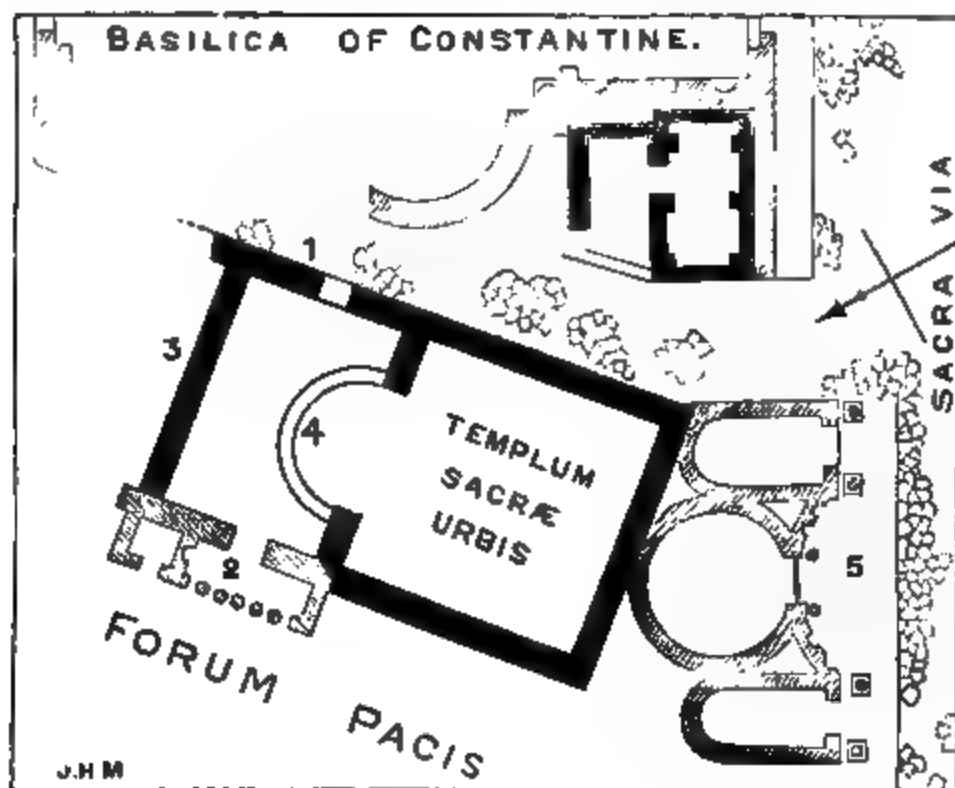 BASILICA OF CONSTANTINE.
SACRA VIA
1
3
4
TEMPLUM
SACRÆ
URBIS
2
5
FORUM PACIS
J.H M